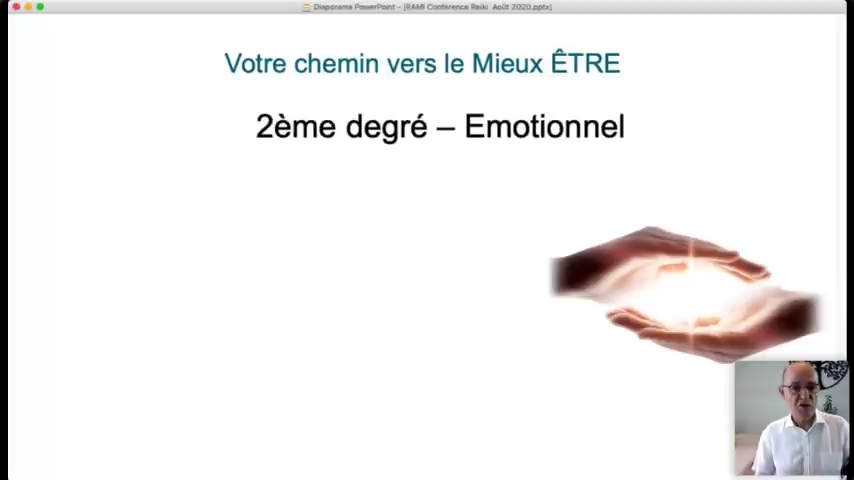 Diaporama PowerPoint - [RAMI Conférence Reiki Août 2020.pptx]
Votre chemin vers le Mieux ÊTRE
2ème degré – Emotionnel